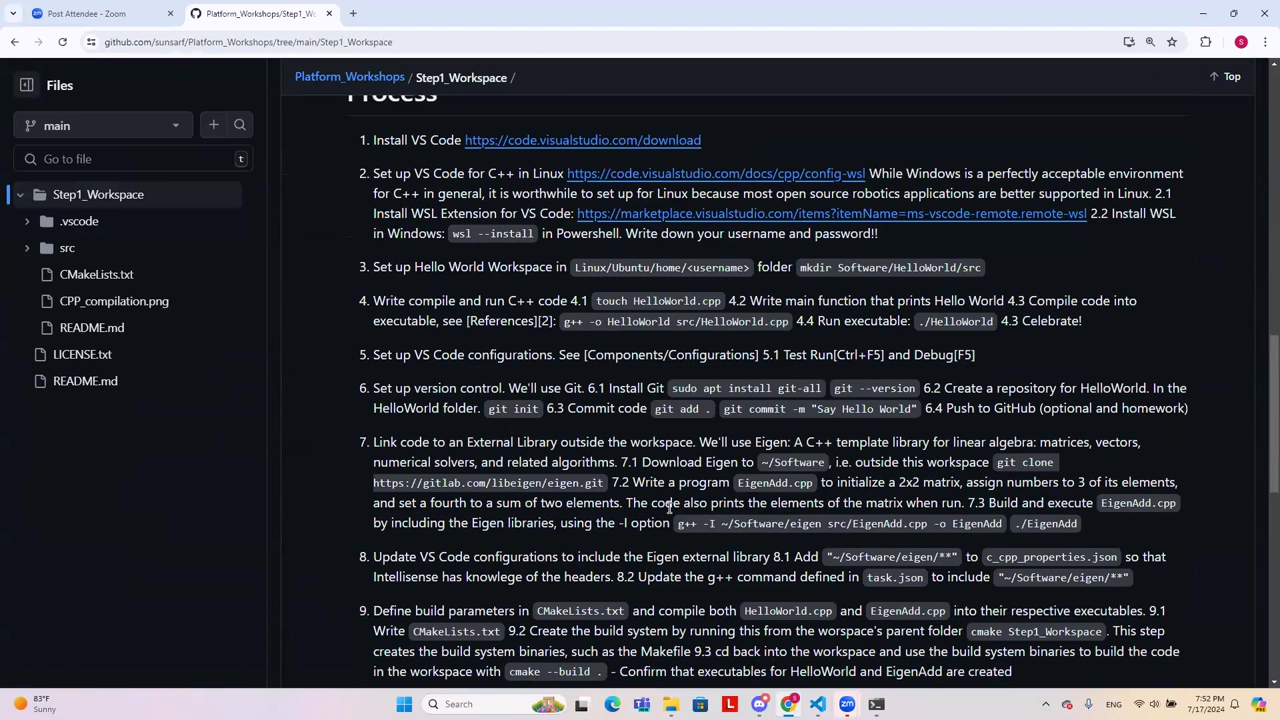 Post Attendee - Zoom
Platform_Workshops/Step1_Wo
github.com/sunsarf/Platform_Workshops/tree/main/Step1_Workspace
S
Files
Platform_Workshops / Step1_Workspace /
Top
main
Go to file
t
Step1_Workspace
.vscode
src
CMakeLists.txt
CPP_compilation.png
README.md
LICENSE.txt
README.md
Process
1. Install VS Code https://code.visualstudio.com/download
2. Set up VS Code for C++ in Linux https://code.visualstudio.com/docs/cpp/config-wsl While Windows is a perfectly acceptable environment
for C++ in general, it is worthwhile to set up for Linux because most open source robotics applications are better supported in Linux. 2.1
Install WSL Extension for VS Code: https://marketplace.visualstudio.com/items?itemName=ms-vscode-remote.remote-wsl 2.2 Install WSL
in Windows: wsl --install in Powershell. Write down your username and password!!
3. Set up Hello World Workspace in Linux/Ubuntu/home/<username> folder mkdir Software/HelloWorld/src
4. Write compile and run C++ code 4.1 touch HelloWorld.cpp 4.2 Write main function that prints Hello World 4.3 Compile code into
executable, see [References][2]: g++ -o HelloWorld src/HelloWorld.cpp 4.4 Run executable: ./HelloWorld 4.3 Celebrate!
5. Set up VS Code configurations. See [Components/Configurations] 5.1 Test Run[Ctrl+F5] and Debug[F5]
6. Set up version control. We'll use Git. 6.1 Install Git sudo apt install git-all git --version 6.2 Create a repository for HelloWorld. In the
HelloWorld folder. git init 6.3 Commit code git add . git commit -m "Say Hello World" 6.4 Push to GitHub (optional and homework)
7. Link code to an External Library outside the workspace. We'll use Eigen: A C++ template library for linear algebra: matrices, vectors,
numerical solvers, and related algorithms. 7.1 Download Eigen to ~/Software, i.e. outside this workspace git clone
https://gitlab.com/libeigen/eigen.git 7.2 Write a program EigenAdd.cpp to initialize a 2x2 matrix, assign numbers to 3 of its elements,
and set a fourth to a sum of two elements. The code also prints the elements of the matrix when run. 7.3 Build and execute EigenAdd.cpp
by including the Eigen libraries, using the -I option g++ -I ~/Software/eigen src/EigenAdd.cpp -o EigenAdd ./EigenAdd
8. Update VS Code configurations to include the Eigen external library 8.1 Add "~/Software/eigen/**" to c_cpp_properties.json so that
Intellisense has knowlege of the headers. 8.2 Update the g++ command defined in task.json to include "~/Software/eigen/**"
9. Define build parameters in CMakeLists.txt and compile both HelloWorld.cpp and EigenAdd.cpp into their respective executables. 9.1
Write CMakeLists.txt 9.2 Create the build system by running this from the worspace's parent folder cmake Step1_Workspace. This step
creates the build system binaries, such as the Makefile 9.3 cd back into the workspace and use the build system binaries to build the code
in the workspace with cmake --build . - Confirm that executables for HelloWorld and EigenAdd are created
83°F
Sunny
Search
L
ENG
7:52 PM
7/17/2024